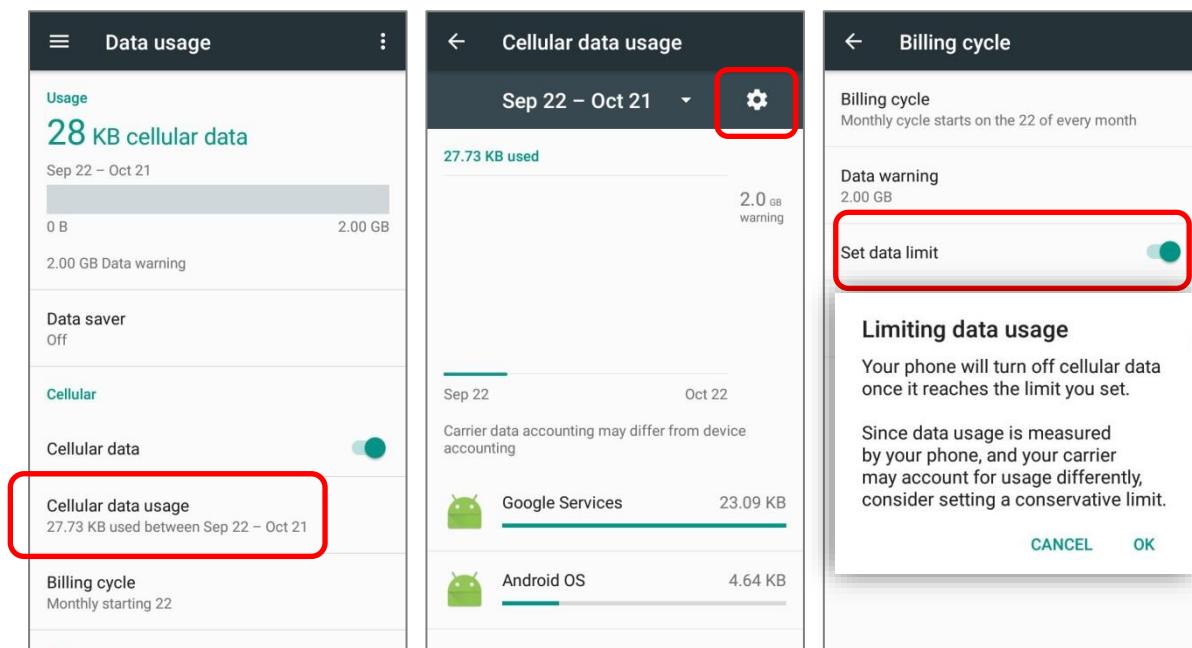 Data usage
Usage
28 KB cellular data
Sep 22 – Oct 21
0 B 2.00 GB
2.00 GB Data warning
Data saver
Off
Cellular
Cellular data
Cellular data usage
27.73 KB used between Sep 22 – Oct 21
Billing cycle
Monthly starting 22
Cellular data usage
Sep 22 – Oct 21
27.73 KB used
2.0 GB
warning
Sep 22 Oct 22
Carrier data accounting may differ from device
accounting
Google Services 23.09 KB
Android OS 4.64 KB
Billing cycle
Billing cycle
Monthly cycle starts on the 22 of every month
Data warning
2.00 GB
Set data limit
Limiting data usage
Your phone will turn off cellular data
once it reaches the limit you set.
Since data usage is measured
by your phone, and your carrier
may account for usage differently,
consider setting a conservative limit.
CANCEL OK